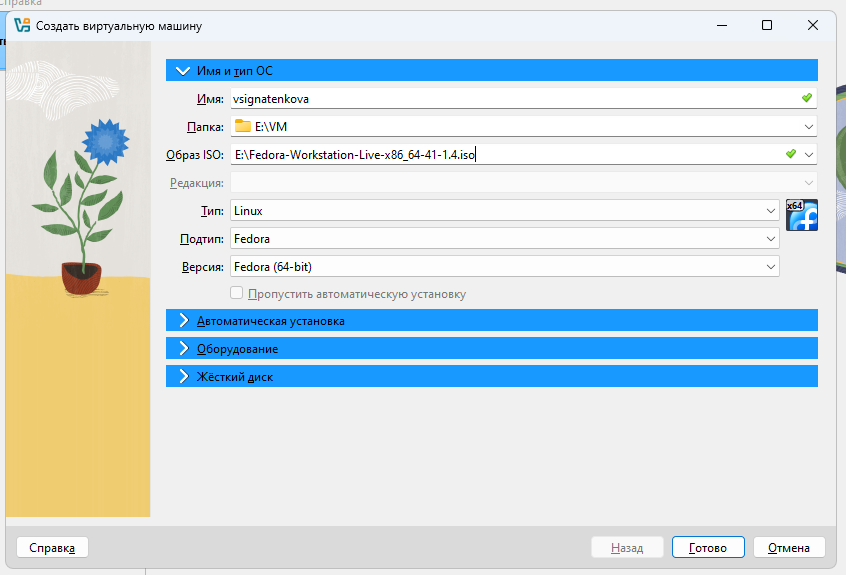 Справка
Создать виртуальную машину
Имя и тип ОС
Имя: vsignatenkova
Папка: E:\VM
Образ ISO: E:\Fedora-Workstation-Live-x86_64-41-1.4.iso
Редакция:
Тип: Linux
x64
Подтип: Fedora
Версия: Fedora (64-bit)
Пропустить автоматическую установку
Автоматическая установка
Оборудование
Жёсткий диск
Справка Назад Готово Отмена